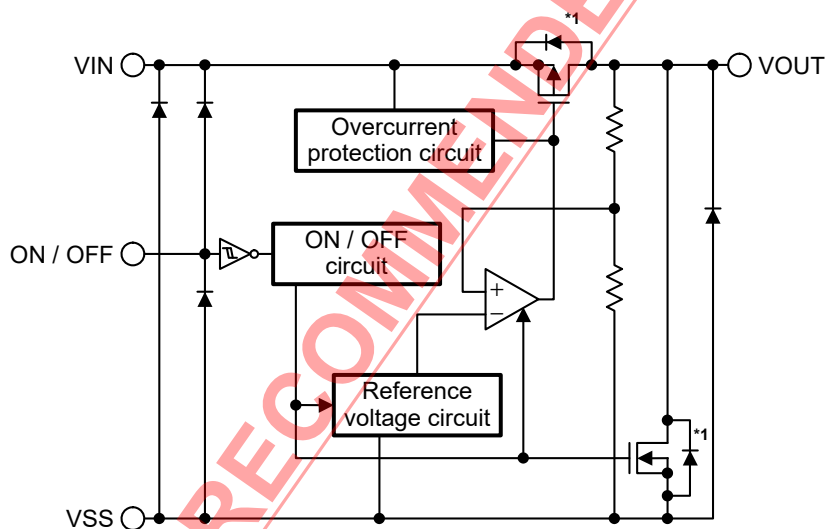 *1
VIN
VOUT
Overcurrent
protection circuit
ON / OFF
ON / OFF
circuit
+
−
Reference
voltage circuit
*1
VSS
RECOMMENDE